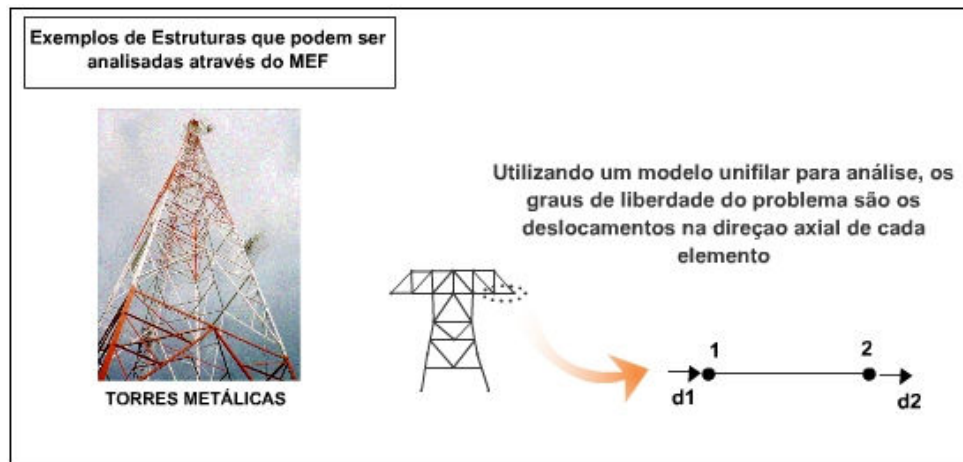 Exemplos de Estruturas que podem ser
analisadas através do MEF
Utilizando um modelo unifilar para análise, os
graus de liberdade do problema são os
deslocamentos na direçao axial de cada
elemento
1
2
d1
d2
TORRES METÁLICAS